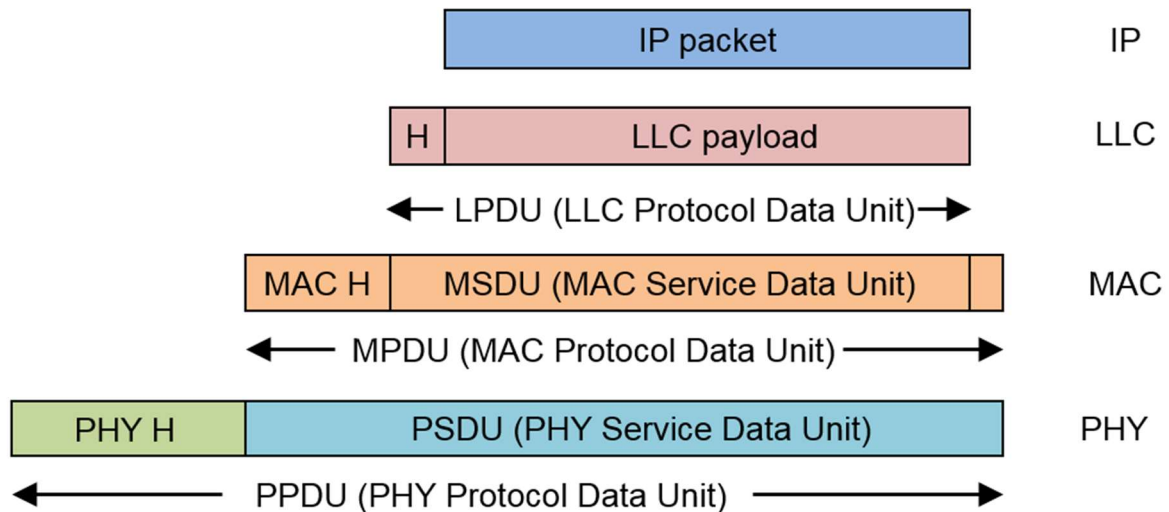 IP packet IP
H LLC payload LLC
LPDU (LLC Protocol Data Unit)
MAC H MSDU (MAC Service Data Unit) MAC
MPDU (MAC Protocol Data Unit)
PHY H PSDU (PHY Service Data Unit) PHY
PPDU (PHY Protocol Data Unit)